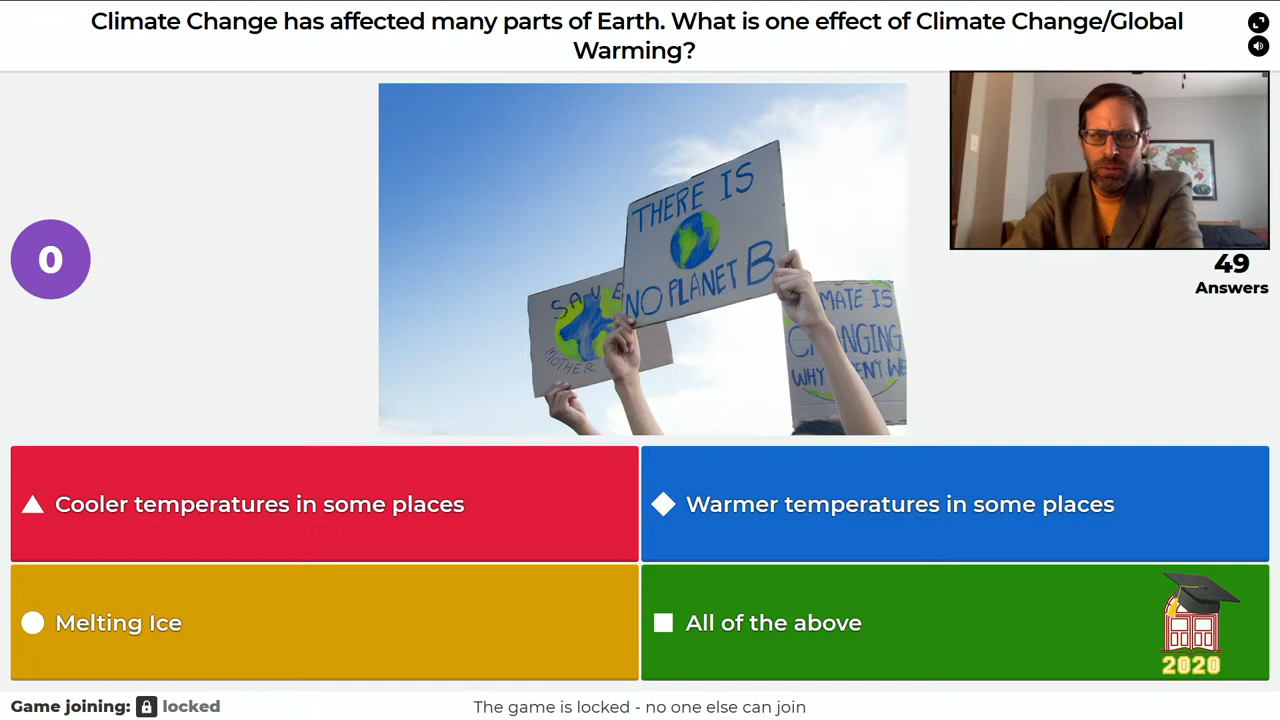 Climate Change has affected many parts of Earth. What is one effect of Climate Change/Global
Warming?
THERE IS
NO PLANET B
SAVE
MOTHER
MATE IS
CHANGING
WHY
WE
0
49
Answers
Cooler temperatures in some places
Warmer temperatures in some places
Melting Ice
All of the above
2020
Game joining: locked
The game is locked - no one else can join